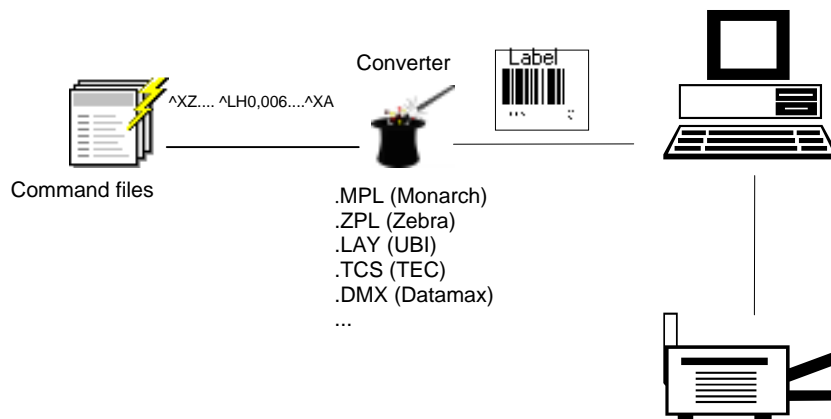 Converter
Label
^XZ.... ^LH0,006....^XA
Command files
.MPL (Monarch)
.ZPL (Zebra)
.LAY (UBI)
.TCS (TEC)
.DMX (Datamax)
...